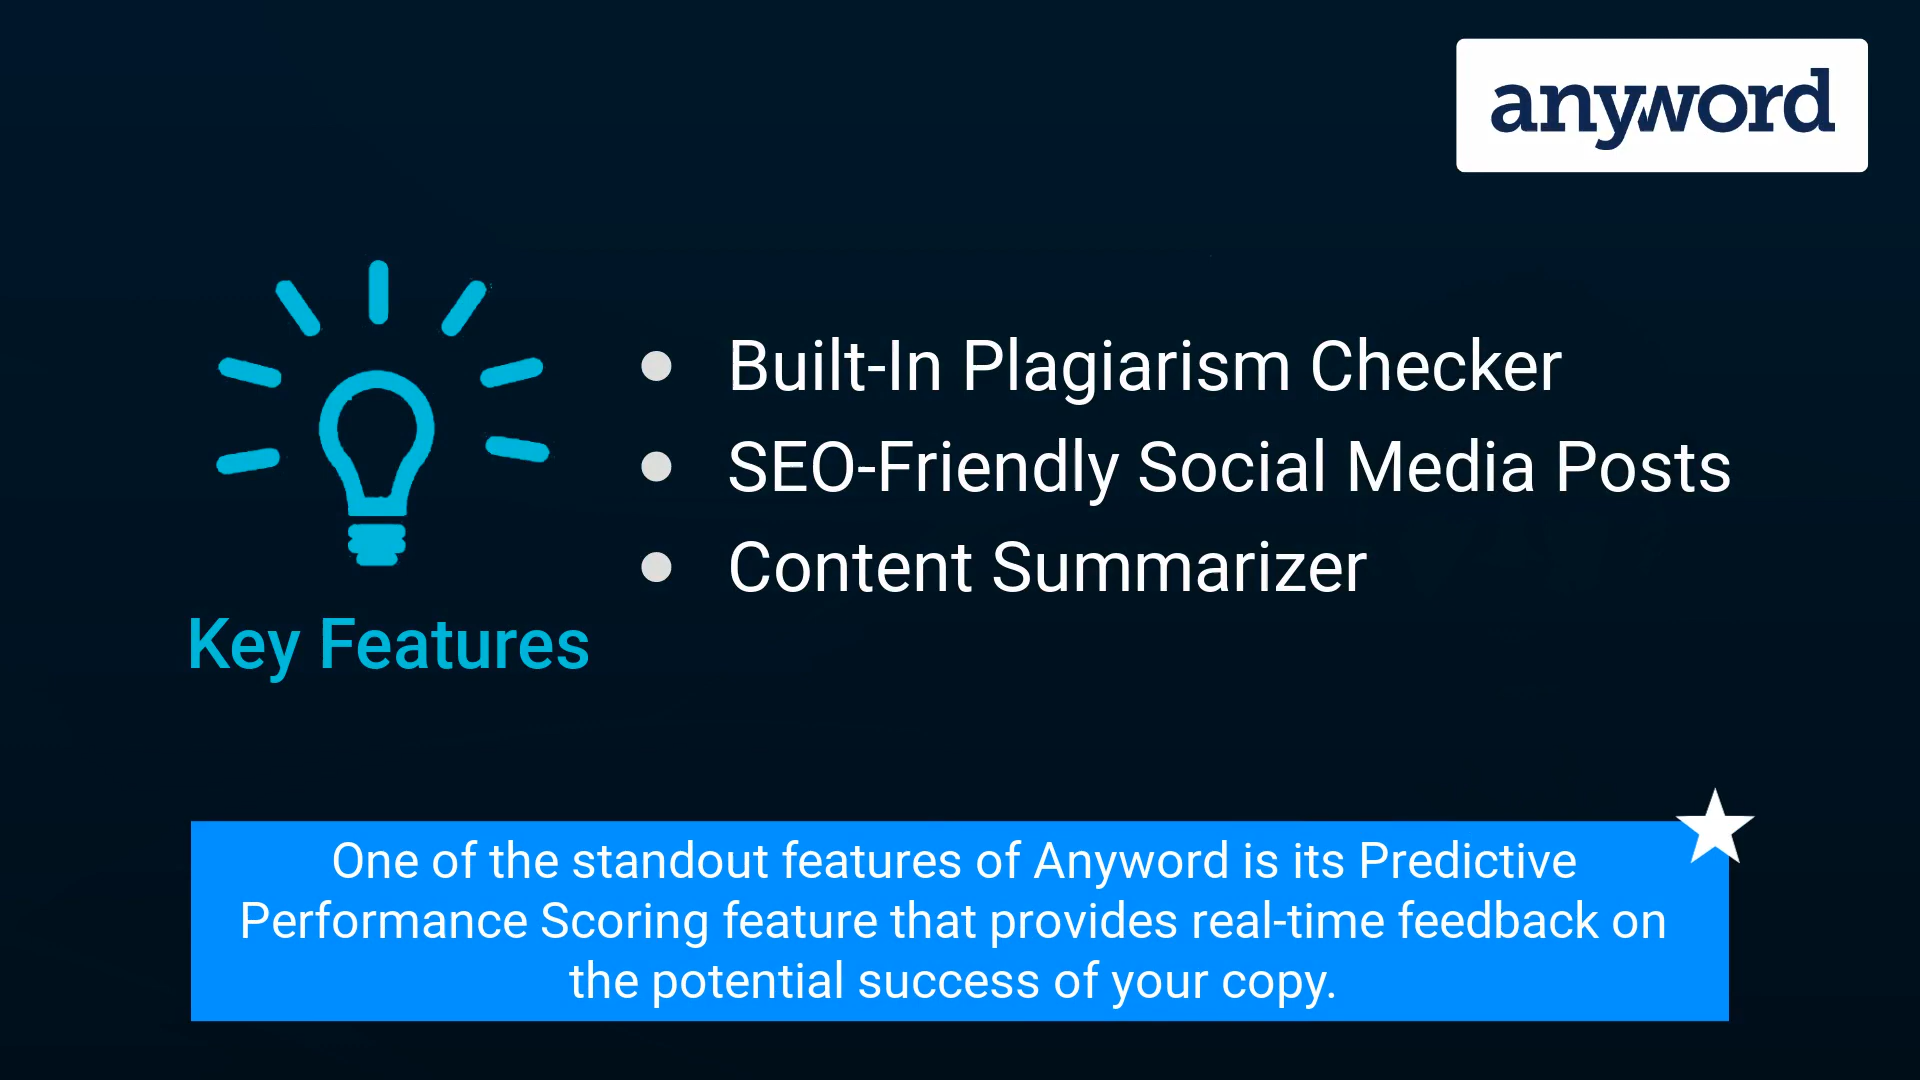 anyword
Built-In Plagiarism Checker
SEO-Friendly Social Media Posts
Content Summarizer
Key Features
One of the standout features of Anyword is its Predictive
Performance Scoring feature that provides real-time feedback on
the potential success of your copy.